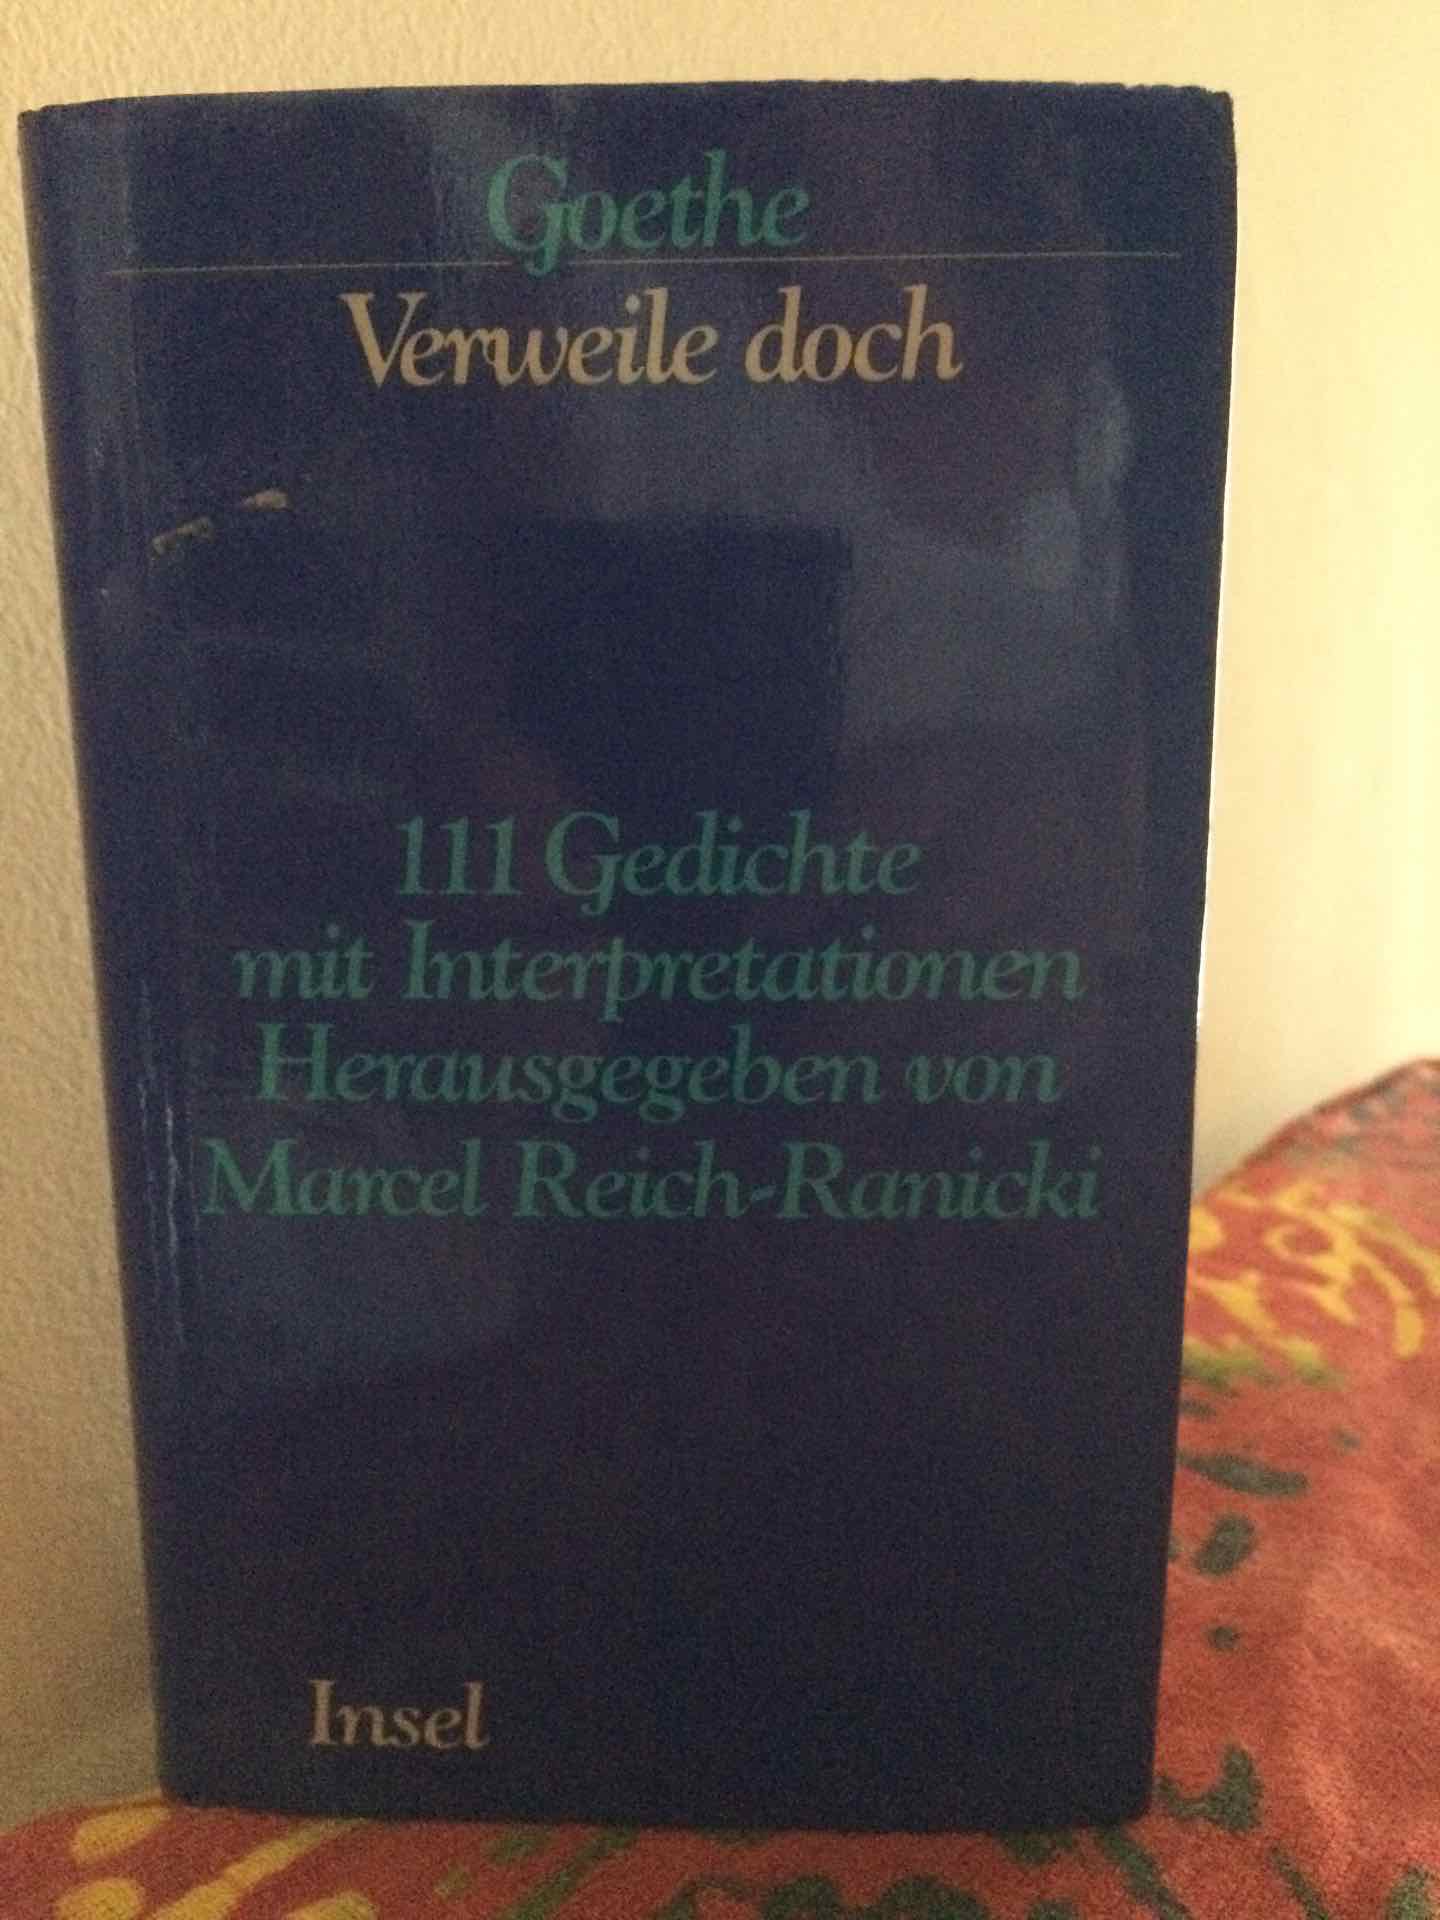 Goethe
Verweile doch
111 Gedichte
mit Interpretationen
Herausgegeben von
Marcel Reich-Ranicki
Insel